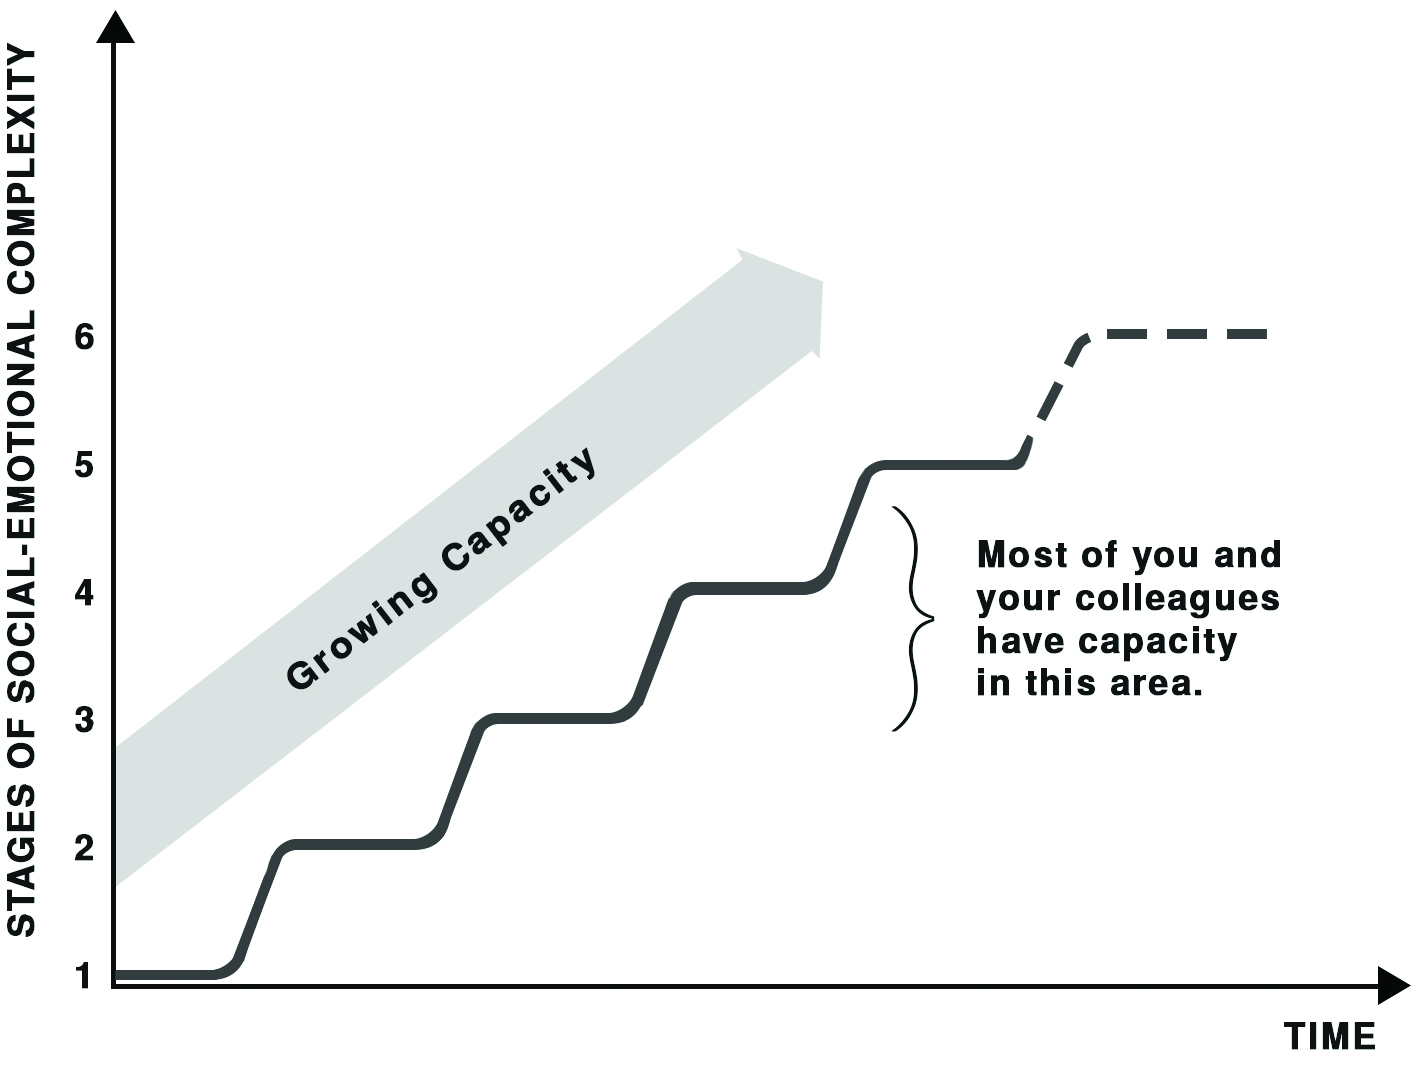 STAGES OF SOCIAL-EMOTIONAL COMPLEXITY
6
5
4
3
2
1
Growing Capacity
Most of you and
your colleagues
have capacity
in this area.
TIME